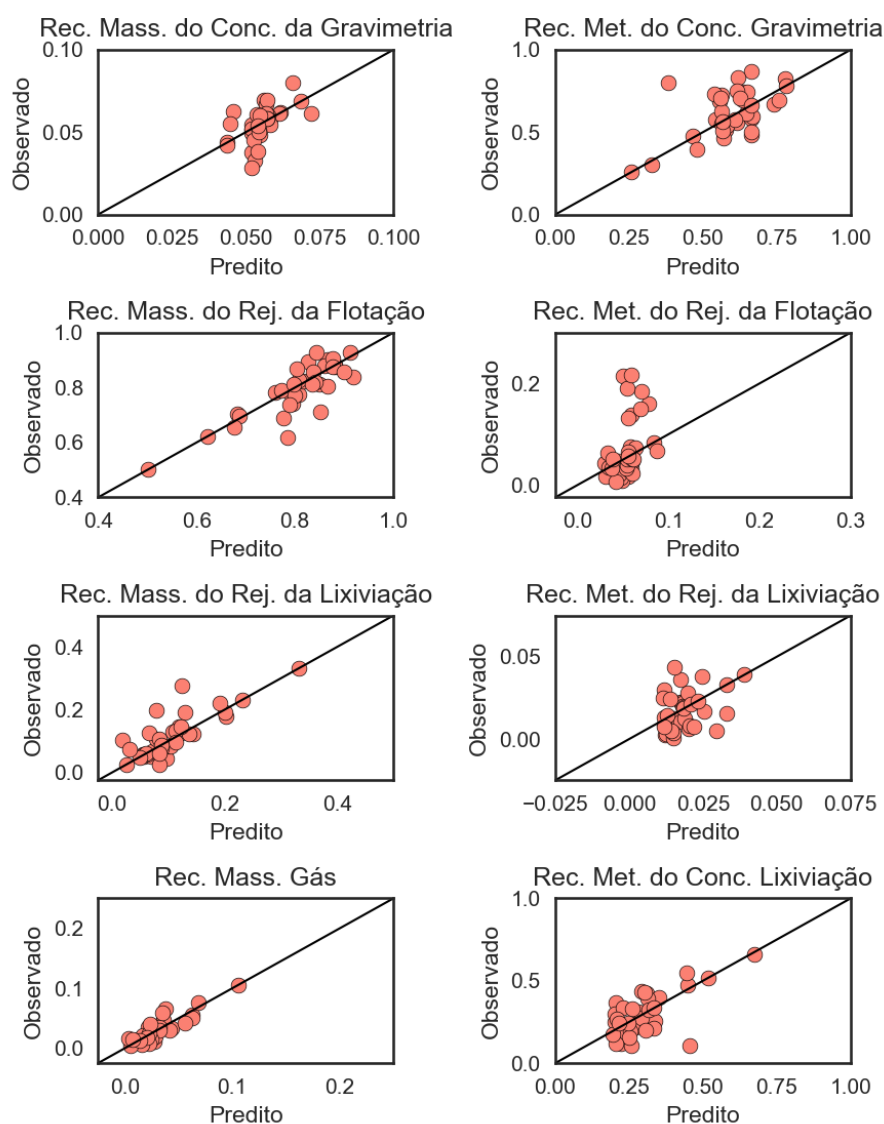 Rec. Mass. do Conc. da Gravimetria
0.10
0.05
0.00
Observado
0.000 0.025 0.050 0.075 0.100
Predito
Rec. Met. do Conc. Gravimetria
1.0
0.5
0.0
Observado
0.00 0.25 0.50 0.75 1.00
Predito
Rec. Mass. do Rej. da Flotação
1.0
0.8
0.6
0.4
Observado
0.4 0.6 0.8 1.0
Predito
Rec. Met. do Rej. da Flotação
0.2
0.0
Observado
0.0 0.1 0.2 0.3
Predito
Rec. Mass. do Rej. da Lixiviação
0.4
0.2
0.0
Observado
0.0 0.2 0.4
Predito
Rec. Met. do Rej. da Lixiviação
0.05
0.00
Observado
−0.025 0.000 0.025 0.050 0.075
Predito
Rec. Mass. Gás
0.2
0.1
0.0
Observado
0.0 0.1 0.2
Predito
Rec. Met. do Conc. Lixiviação
1.0
0.5
0.0
Observado
0.00 0.25 0.50 0.75 1.00
Predito